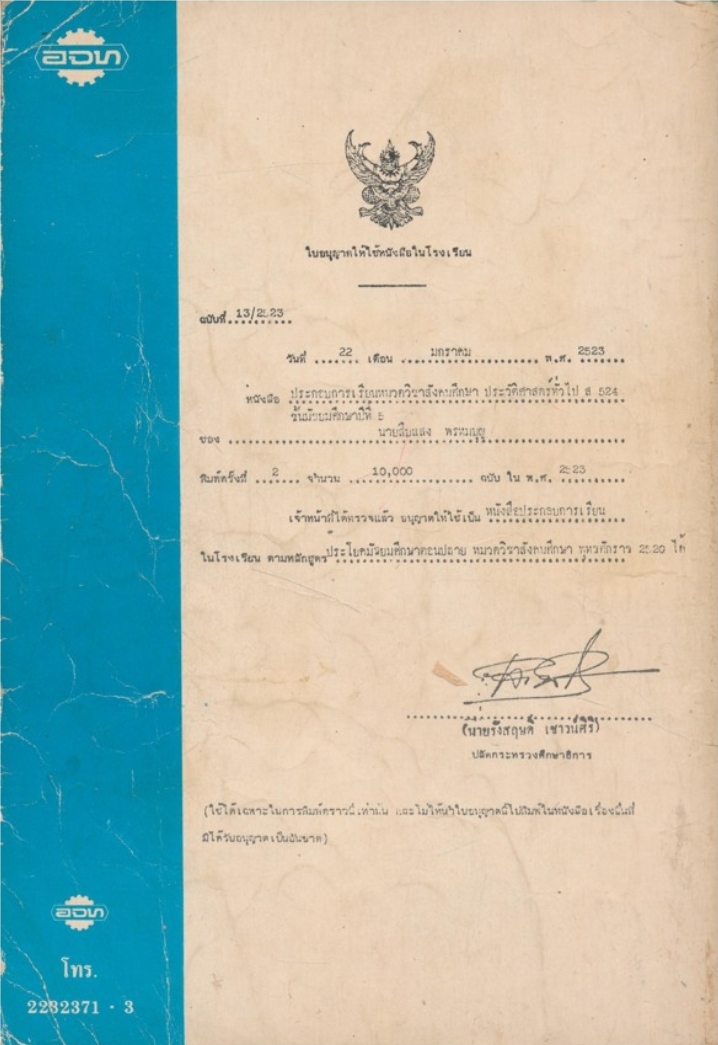 อจท
ใบอนุญาตให้ใช้หนังสือในโรงเรียน
ฉบับที่ 13/2523
วันที่ 22 เดือน มกราคม พ.ศ. 2523
หนังสือ ประกอบการเรียนหมวดวิชาสังคมศึกษา ประวัติศาสตร์ทั่วไป ส 524
ชั้นมัธยมศึกษาปีที่ 5
ของ นายสืบแสง พรหมบุญ
พิมพ์ครั้งที่ 2 จำนวน 10,000 ฉบับ ใน พ.ศ. 2523
เจ้าหน้าที่ได้ตรวจแล้ว อนุญาตให้ใช้เป็น หนังสือประกอบการเรียน
ในโรงเรียน ตามหลักสูตรประโยคมัธยมศึกษาตอนปลาย หมวดวิชาสังคมศึกษา พุทธศักราช 2520 ได้
(นายรังสฤษดิ์ เชาวน์ศิริ)
ปลัดกระทรวงศึกษาธิการ
(ใช้ได้เฉพาะในการพิมพ์คราวนี้เท่านั้น และไม่ให้นำใบอนุญาตนี้ไปพิมพ์ในหนังสือเรื่องอื่นที่
มิได้รับอนุญาตเป็นอันขาด)
อจท
โทร.
2282371 - 3